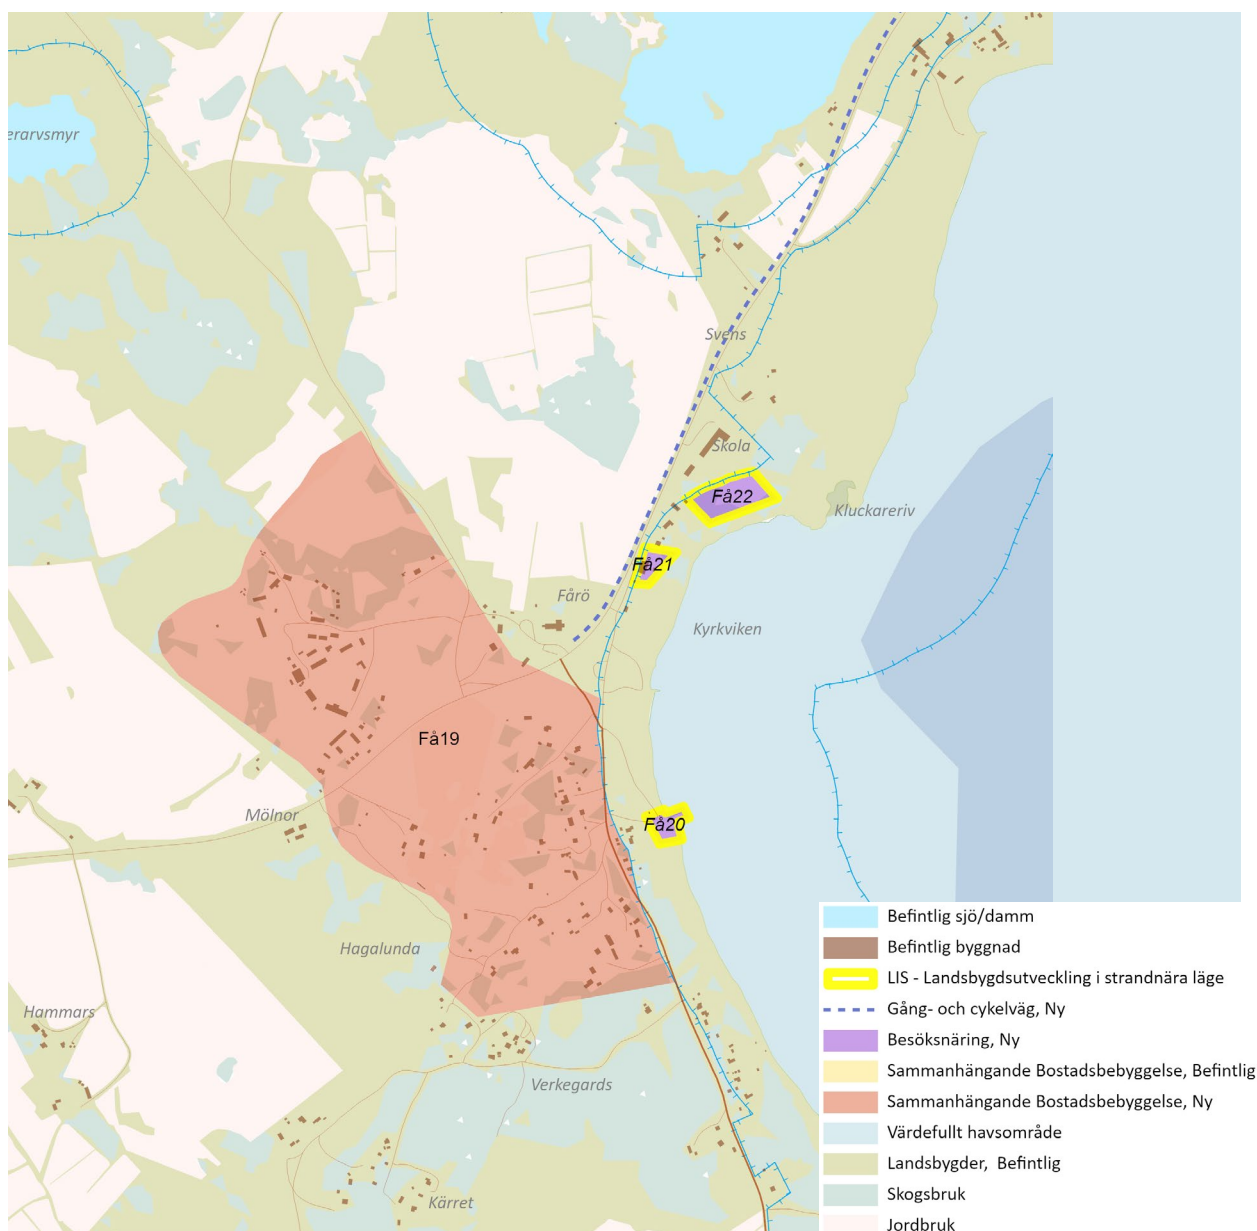 erarvsmyr
Svens
Skola
Få22
Kluckareriv
Få21
Fårö
Kyrkviken
Få19
Mölnor
Få20
Hagalunda
Hammars
Verkegards
Kärret
Befintlig sjö/damm
Befintlig byggnad
LIS - Landsbygdsutveckling i strandnära läge
Gång- och cykelväg, Ny
Besöksnäring, Ny
Sammanhängande Bostadsbebyggelse, Befintlig
Sammanhängande Bostadsbebyggelse, Ny
Värdefullt havsområde
Landsbygder, Befintlig
Skogsbruk
Jordbruk